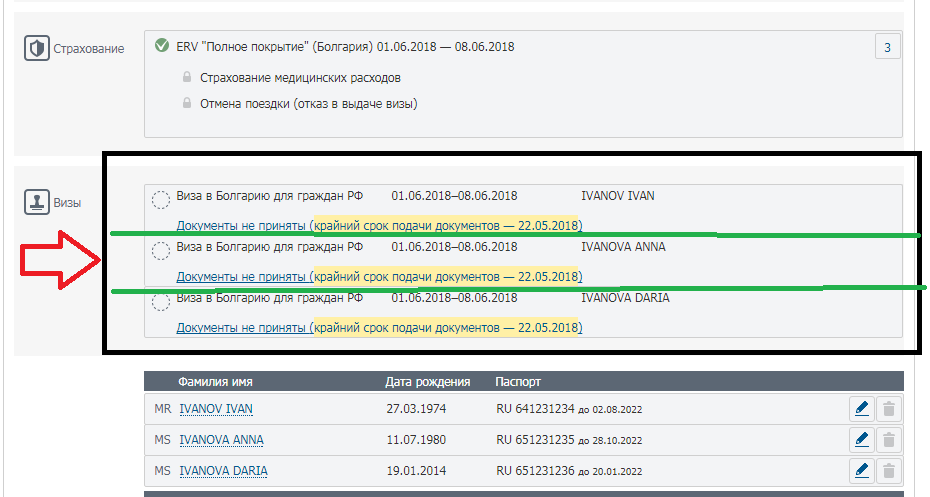 Страхование
ERV "Полное покрытие" (Болгария) 01.06.2018 — 08.06.2018
3
Страхование медицинских расходов
Отмена поездки (отказ в выдаче визы)
Визы
Виза в Болгарию для граждан РФ 01.06.2018–08.06.2018 IVANOV IVAN
Документы не приняты (крайний срок подачи документов — 22.05.2018)
Виза в Болгарию для граждан РФ 01.06.2018–08.06.2018 IVANOVA ANNA
Документы не приняты (крайний срок подачи документов — 22.05.2018)
Виза в Болгарию для граждан РФ 01.06.2018–08.06.2018 IVANOVA DARIA
Документы не приняты (крайний срок подачи документов — 22.05.2018)
Фамилия имя Дата рождения Паспорт
MR IVANOV IVAN 27.03.1974 RU 641231234 до 02.08.2022
MS IVANOVA ANNA 11.07.1980 RU 651231235 до 28.10.2022
MS IVANOVA DARIA 19.01.2014 RU 651231236 до 20.01.2022